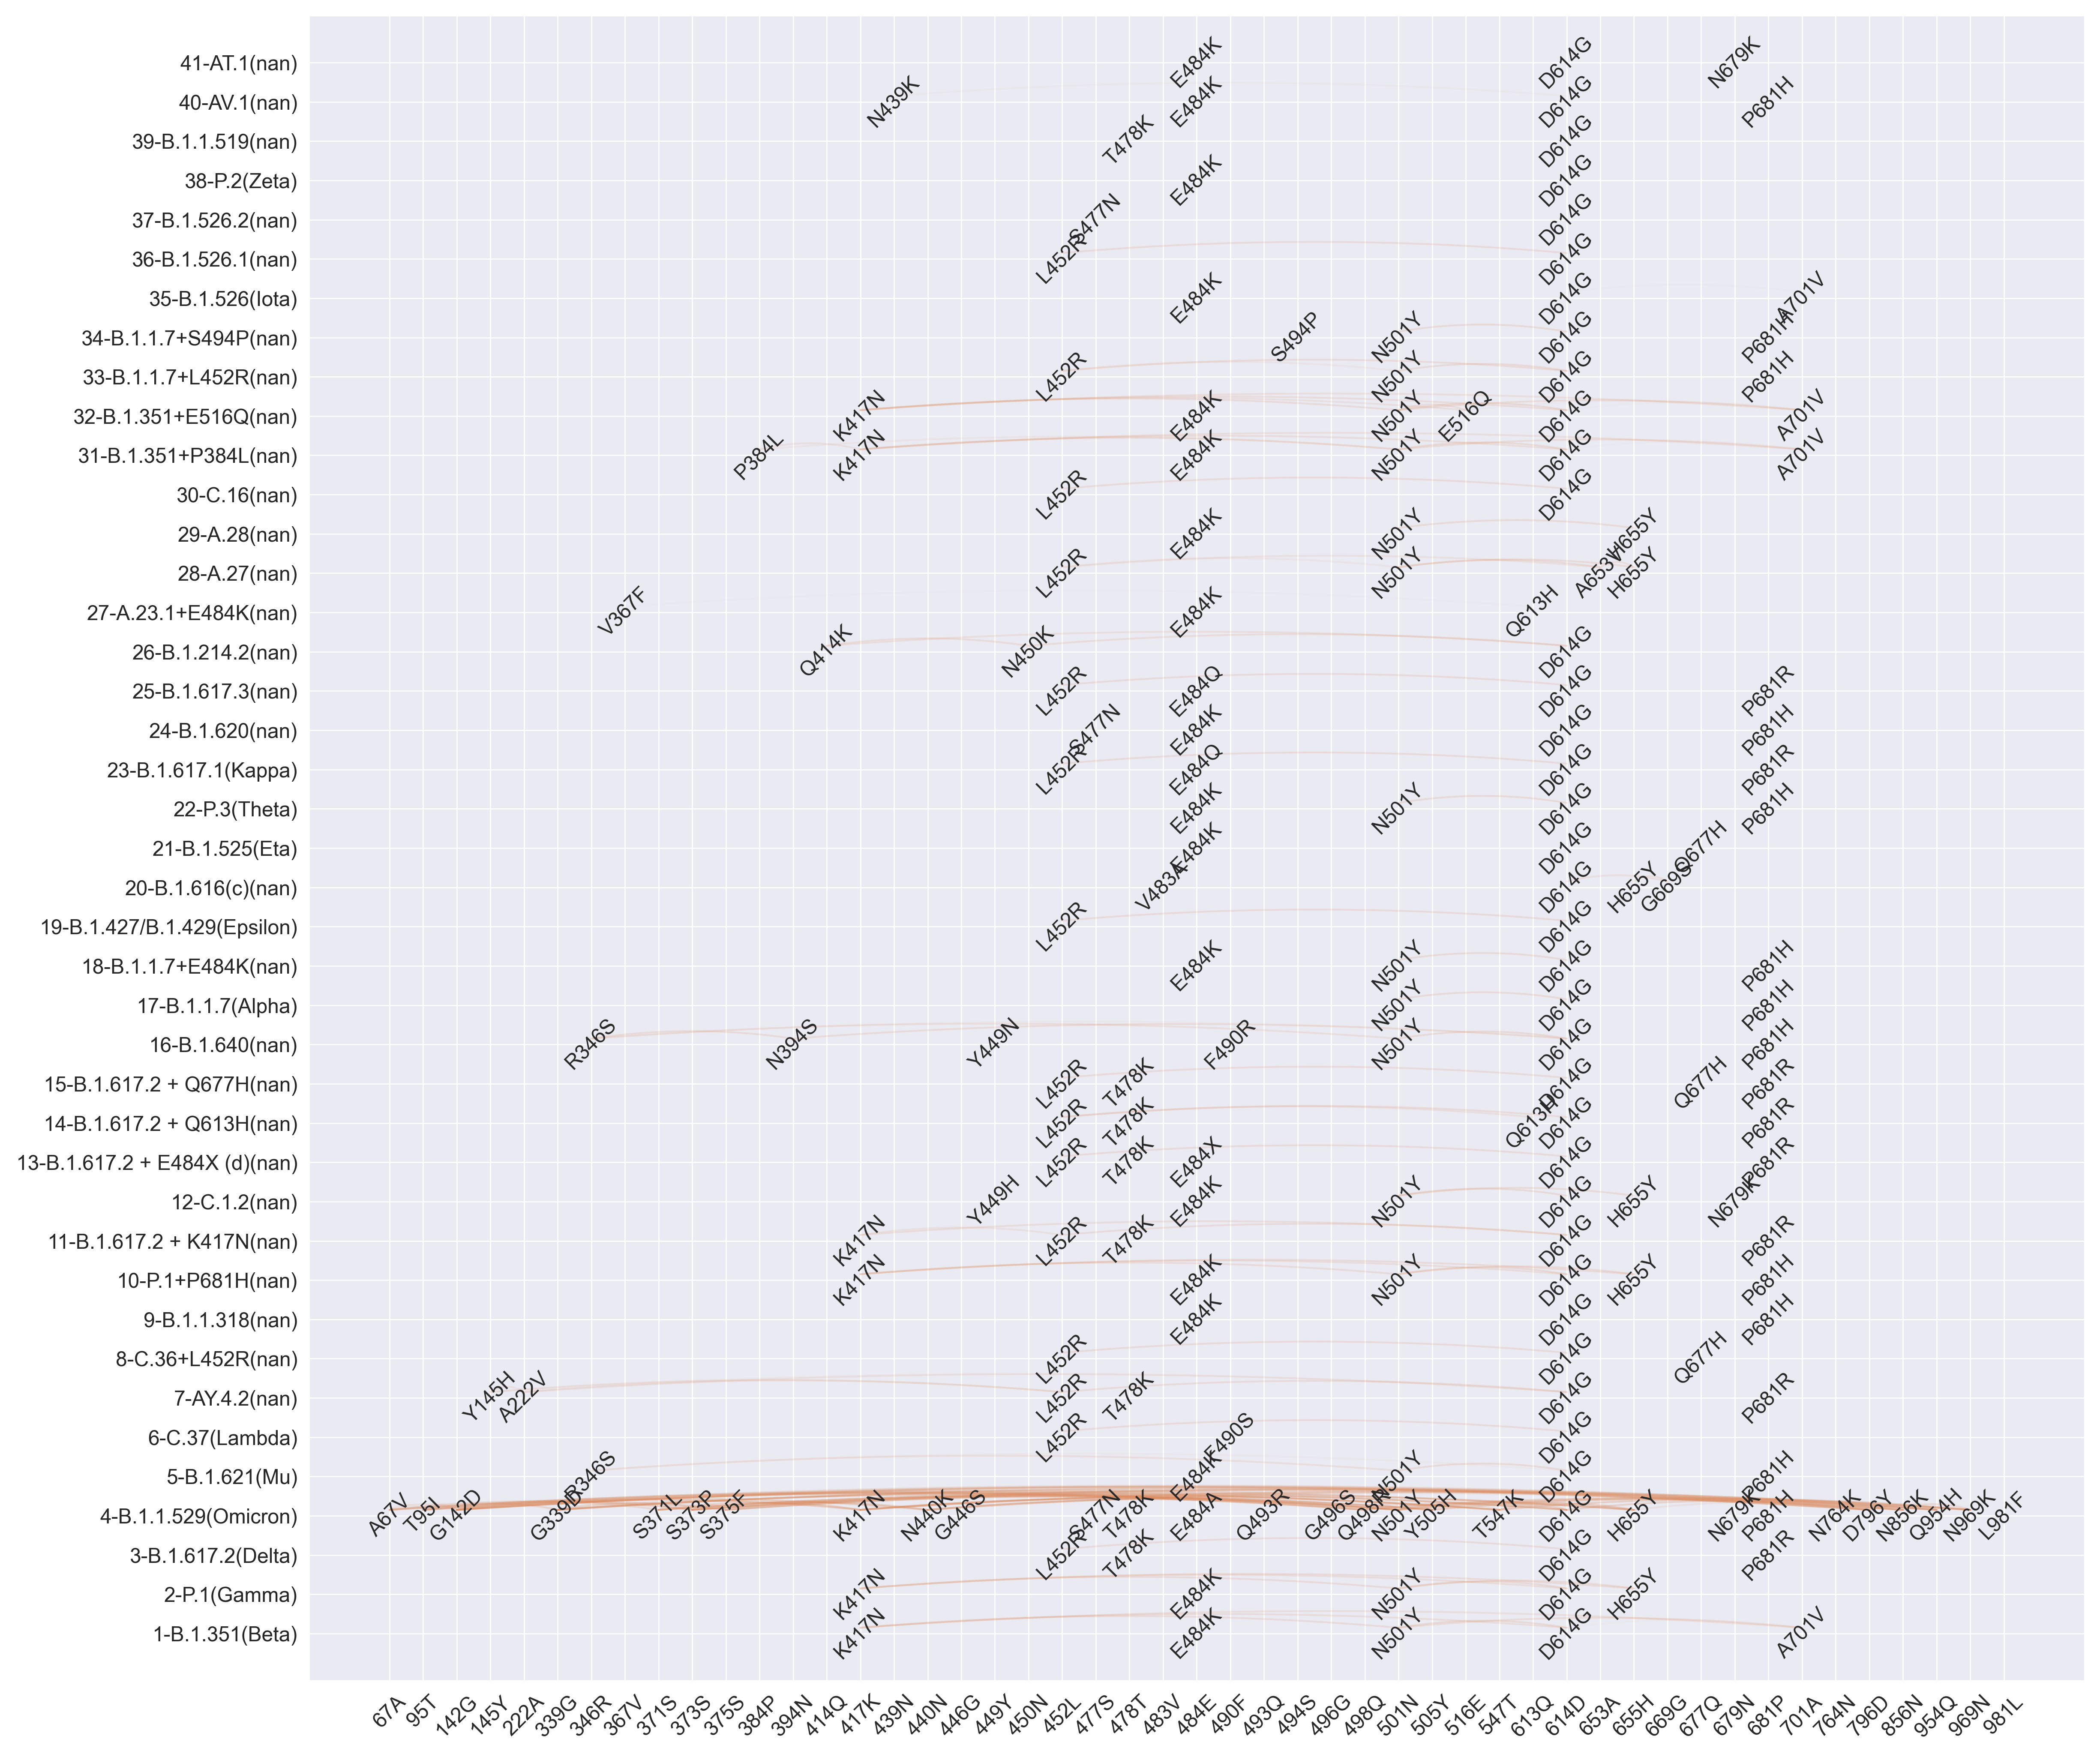 41-AT.1(nan) E484K D614G N679K
40-AV.1(nan) N439K E484K D614G P681H
39-B.1.1.519(nan) T478K D614G
38-P.2(Zeta) E484K D614G
37-B.1.526.2(nan) S477N D614G
36-B.1.526.1(nan) L452R D614G
35-B.1.526(Iota) E484K D614G A701V
34-B.1.1.7+S494P(nan) S494P N501Y D614G P681H
33-B.1.1.7+L452R(nan) L452R N501Y D614G P681H
32-B.1.351+E516Q(nan) K417N E484K N501Y E516Q D614G A701V
31-B.1.351+P384L(nan) P384L K417N E484K N501Y D614G A701V
30-C.16(nan) L452R D614G
29-A.28(nan) E484K N501Y H655Y
28-A.27(nan) L452R N501Y A653V H655Y
27-A.23.1+E484K(nan) V367F E484K Q613H
26-B.1.214.2(nan) Q414K N450K D614G
25-B.1.617.3(nan) L452R E484Q D614G P681R
24-B.1.620(nan) S477N E484K D614G P681H
23-B.1.617.1(Kappa) L452R E484Q D614G P681R
22-P.3(Theta) E484K N501Y D614G P681H
21-B.1.525(Eta) E484K D614G Q677H
20-B.1.616(c)(nan) V483A D614G H655Y G669S
19-B.1.427/B.1.429(Epsilon) L452R D614G
18-B.1.1.7+E484K(nan) E484K N501Y D614G P681H
17-B.1.1.7(Alpha) N501Y D614G P681H
16-B.1.640(nan) R346S N394S Y449N F490R N501Y D614G P681H
15-B.1.617.2 + Q677H(nan) L452R T478K D614G Q677H P681R
14-B.1.617.2 + Q613H(nan) L452R T478K Q613H D614G P681R
13-B.1.617.2 + E484X (d)(nan) L452R T478K E484X D614G P681R
12-C.1.2(nan) Y449H E484K N501Y D614G H655Y N679K
11-B.1.617.2 + K417N(nan) K417N L452R T478K D614G P681R
10-P.1+P681H(nan) K417N E484K N501Y D614G H655Y P681H
9-B.1.1.318(nan) E484K D614G P681H
8-C.36+L452R(nan) L452R D614G Q677H
7-AY.4.2(nan) Y145H A222V L452R T478K D614G P681R
6-C.37(Lambda) L452R F490S D614G
5-B.1.621(Mu) R346S E484K N501Y D614G P681H
4-B.1.1.529(Omicron) A67V T95I G142D G339D S371L S373P S375F K417N N440K G446S S477N T478K E484A Q493R G496S Q498R N501Y Y505H T547K D614G H655Y N679K P681H N764K D796Y N856K Q954H N969K L981F
3-B.1.617.2(Delta) L452R T478K D614G P681R
2-P.1(Gamma) K417N E484K N501Y D614G H655Y
1-B.1.351(Beta) K417N E484K N501Y D614G A701V
67A 95T 142G 145Y 222A 339G 346R 367V 371S 373S 375S 384P 394N 414Q 417K 439N 440N 446G 449Y 450N 452L 477S 478T 483V 484E 490F 493Q 494S 496G 498Q 501N 505Y 516E 547T 613Q 614D 653A 655H 669G 677Q 679N 681P 701A 764N 796D 856N 954Q 969N 981L